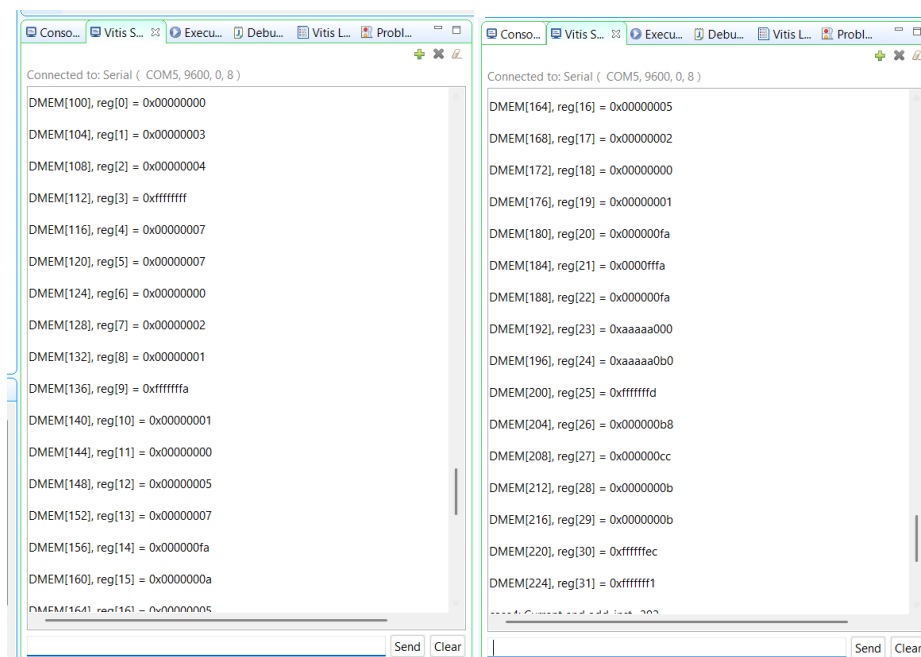 Conso... Vitis S... Execu... Debu... Vitis L... Probl...
Connected to: Serial ( COM5, 9600, 0, 8 )
DMEM[100], reg[0] = 0x00000000
DMEM[104], reg[1] = 0x00000003
DMEM[108], reg[2] = 0x00000004
DMEM[112], reg[3] = 0xffffffff
DMEM[116], reg[4] = 0x00000007
DMEM[120], reg[5] = 0x00000007
DMEM[124], reg[6] = 0x00000000
DMEM[128], reg[7] = 0x00000002
DMEM[132], reg[8] = 0x00000001
DMEM[136], reg[9] = 0xfffffffa
DMEM[140], reg[10] = 0x00000001
DMEM[144], reg[11] = 0x00000000
DMEM[148], reg[12] = 0x00000005
DMEM[152], reg[13] = 0x00000007
DMEM[156], reg[14] = 0x000000fa
DMEM[160], reg[15] = 0x0000000a
DMEM[164], reg[16] = 0x00000005
Send Clear
Conso... Vitis S... Execu... Debu... Vitis L... Probl...
Connected to: Serial ( COM5, 9600, 0, 8 )
DMEM[164], reg[16] = 0x00000005
DMEM[168], reg[17] = 0x00000002
DMEM[172], reg[18] = 0x00000000
DMEM[176], reg[19] = 0x00000001
DMEM[180], reg[20] = 0x000000fa
DMEM[184], reg[21] = 0x0000fffa
DMEM[188], reg[22] = 0x000000fa
DMEM[192], reg[23] = 0xaaaaa000
DMEM[196], reg[24] = 0xaaaaa0b0
DMEM[200], reg[25] = 0xfffffffd
DMEM[204], reg[26] = 0x000000b8
DMEM[208], reg[27] = 0x000000cc
DMEM[212], reg[28] = 0x0000000b
DMEM[216], reg[29] = 0x0000000b
DMEM[220], reg[30] = 0xffffffec
DMEM[224], reg[31] = 0xfffffff1
Send Clear